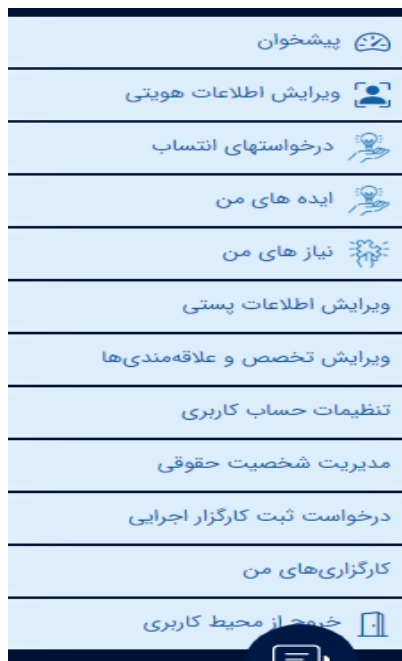 پیشخوان
ویرایش اطلاعات هویتی
درخواستهای انتساب
ایده های من
نیاز های من
ویرایش اطلاعات پستی
ویرایش تخصص و علاقه‌مندی‌ها
تنظیمات حساب کاربری
مدیریت شخصیت حقوقی
درخواست ثبت کارگزار اجرایی
کارگزاری‌های من
خروج از محیط کاربری